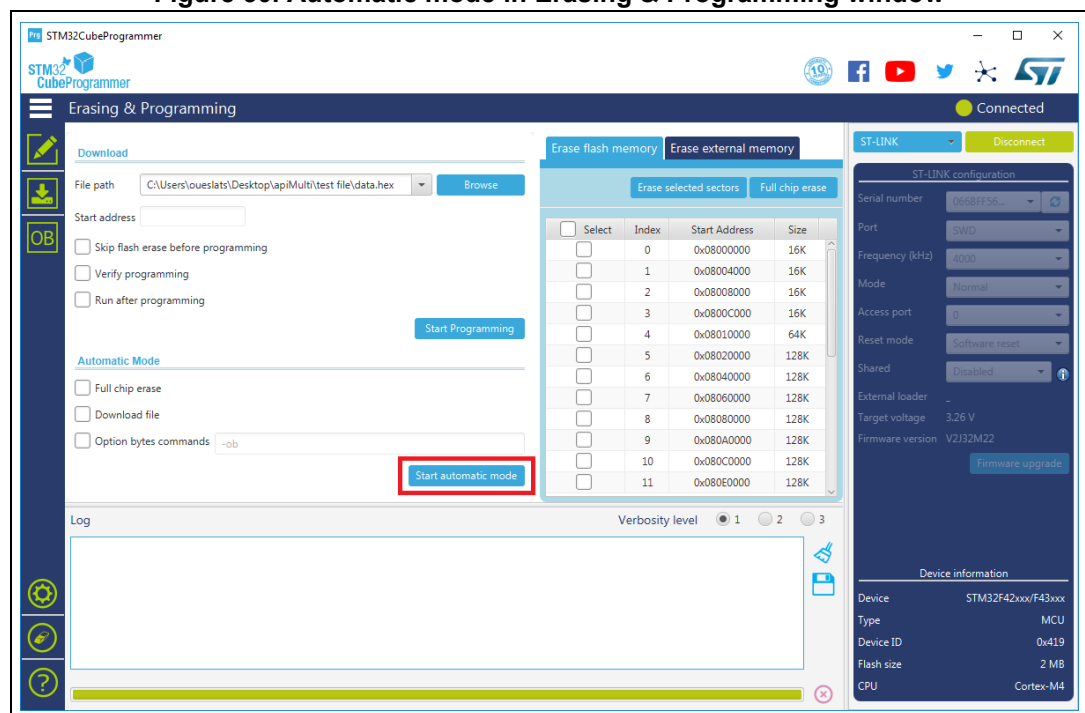 STM32CubeProgrammer
STM32
CubeProgrammer
10
Erasing & Programming
Connected
Download
File path C:\Users\oueslats\Desktop\apiMulti\test file\data.hex Browse
Start address
Skip flash erase before programming
Verify programming
Run after programming
Start Programming
Automatic Mode
Full chip erase
Download file
Option bytes commands -ob
Start automatic mode
OB
Erase flash memory Erase external memory
Erase selected sectors Full chip erase
Select Index Start Address Size
0 0x08000000 16K
1 0x08004000 16K
2 0x08008000 16K
3 0x0800C000 16K
4 0x08010000 64K
5 0x08020000 128K
6 0x08040000 128K
7 0x08060000 128K
8 0x08080000 128K
9 0x080A0000 128K
10 0x080C0000 128K
11 0x080E0000 128K
ST-LINK Disconnect
ST-LINK configuration
Serial number 0668FF56...
Port SWD
Frequency (kHz) 4000
Mode Normal
Access port 0
Reset mode Software reset
Shared Disabled
External loader _
Target voltage 3.26 V
Firmware version V2J32M22
Firmware upgrade
Log Verbosity level 1 2 3
Device information
Device STM32F42xxx/F43xxx
Type MCU
Device ID 0x419
Flash size 2 MB
CPU Cortex-M4